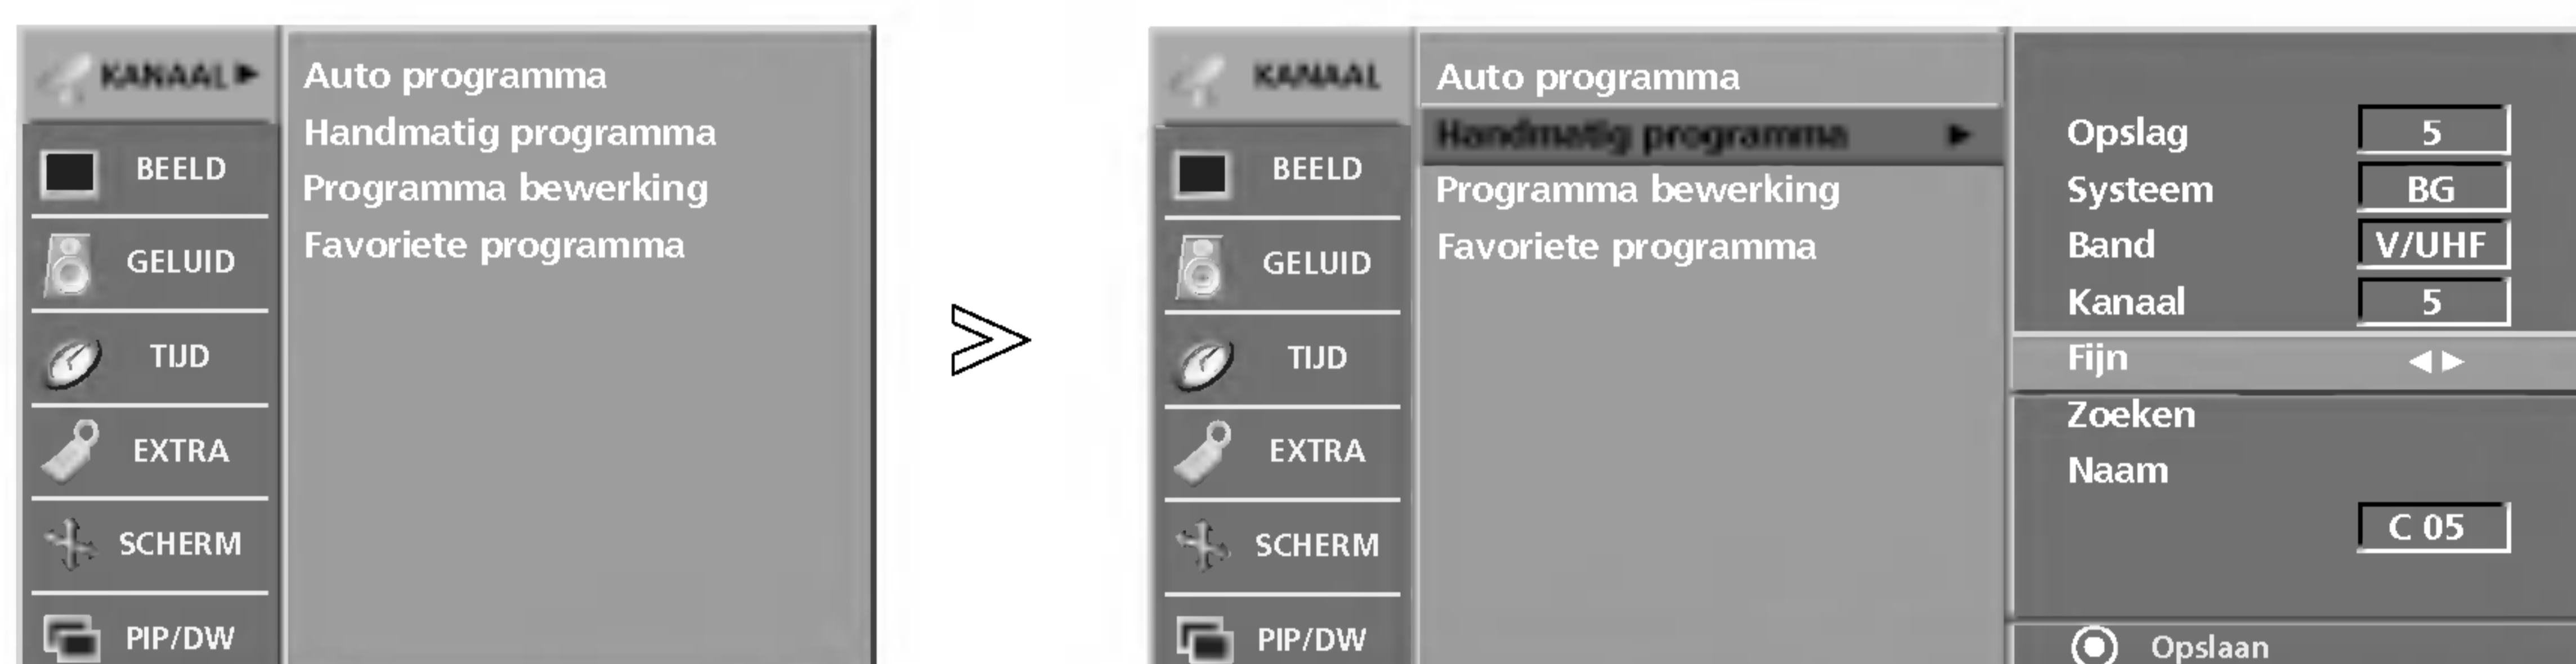 KANAAL
BEELD
GELUID
TIJD
EXTRA
SCHERM
PIP/DW
Auto programma
Handmatig programma
Programma bewerking
Favoriete programma
KANAAL
BEELD
GELUID
TIJD
EXTRA
SCHERM
PIP/DW
Auto programma
Handmatig programma
Programma bewerking
Favoriete programma
Opslag 5
Systeem BG
Band V/UHF
Kanaal 5
Fijn
Zoeken
Naam
C 05
Opslaan